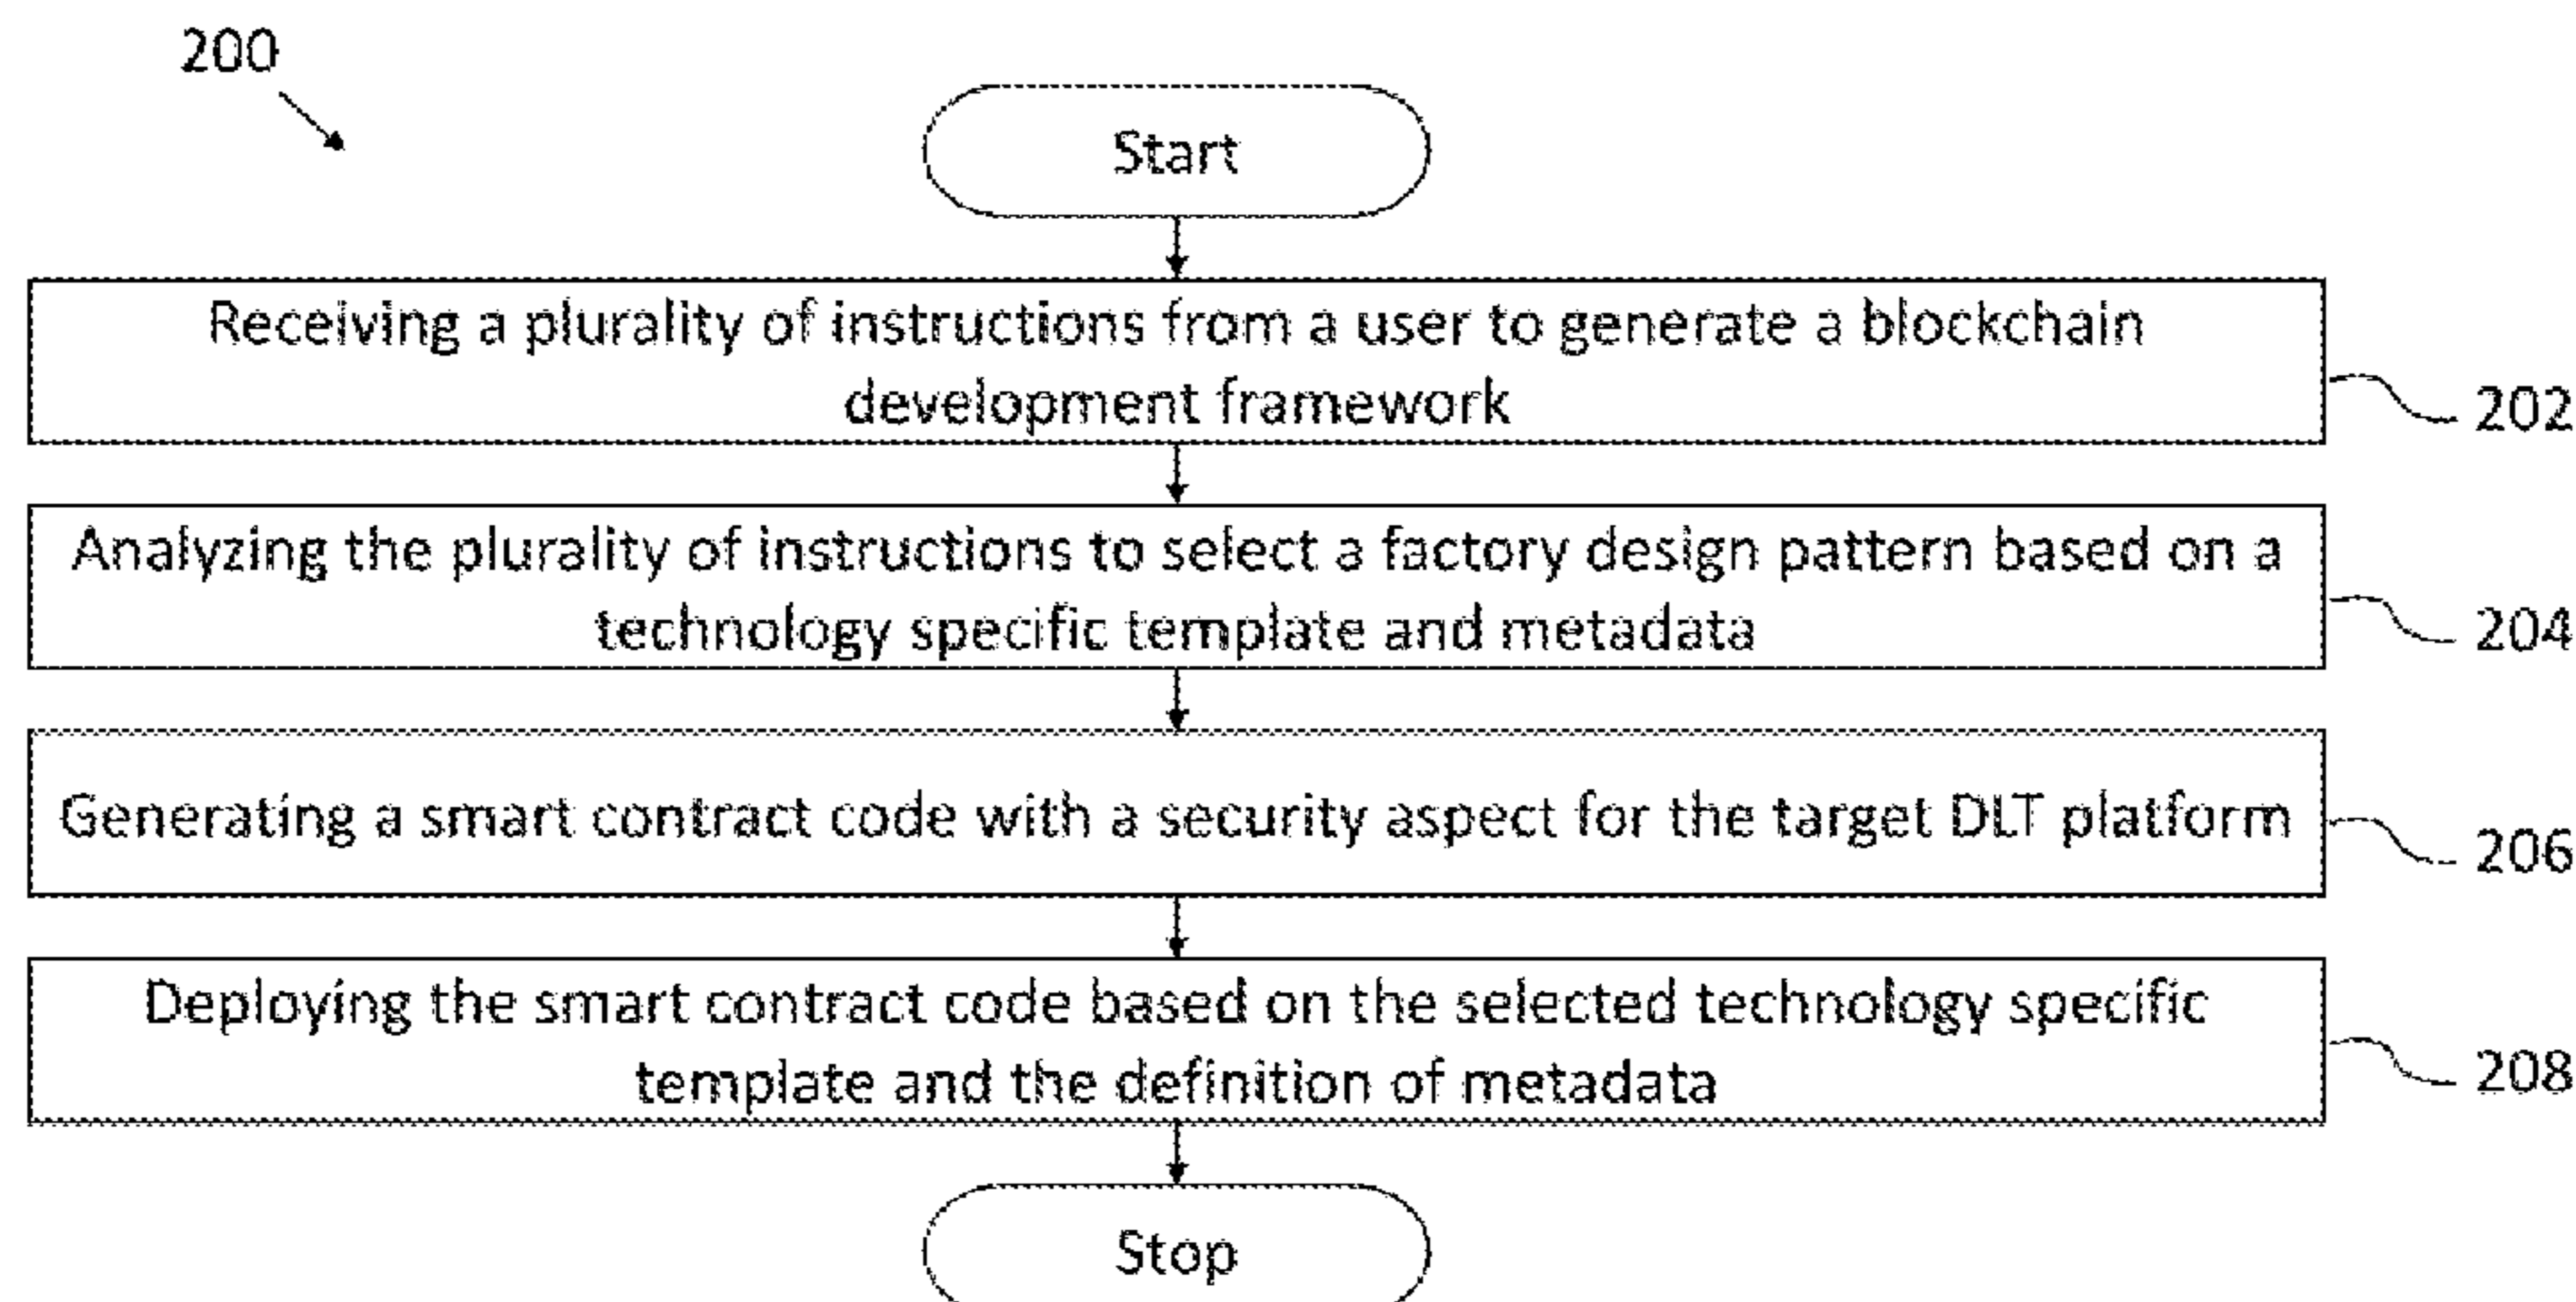 200
Start
Receiving a plurality of instructions from a user to generate a blockchain
development framework
202
Analyzing the plurality of instructions to select a factory design pattern based on a
technology specific template and metadata
204
Generating a smart contract code with a security aspect for the target DLT platform
206
Deploying the smart contract code based on the selected technology specific
template and the definition of metadata
208
Stop